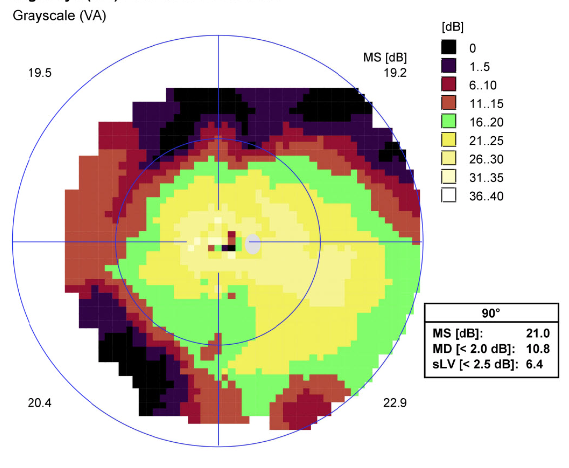 Grayscale (VA)
[dB]
MS [dB]
19.5
19.2
0
1..5
6..10
11..15
16..20
21.25
26.30
31.35
36..40
90°
MS [dB]: 21.0
MD [< 2.0 dB]: 10.8
sLV [< 2.5 dB]: 6.4
20.4
22.9